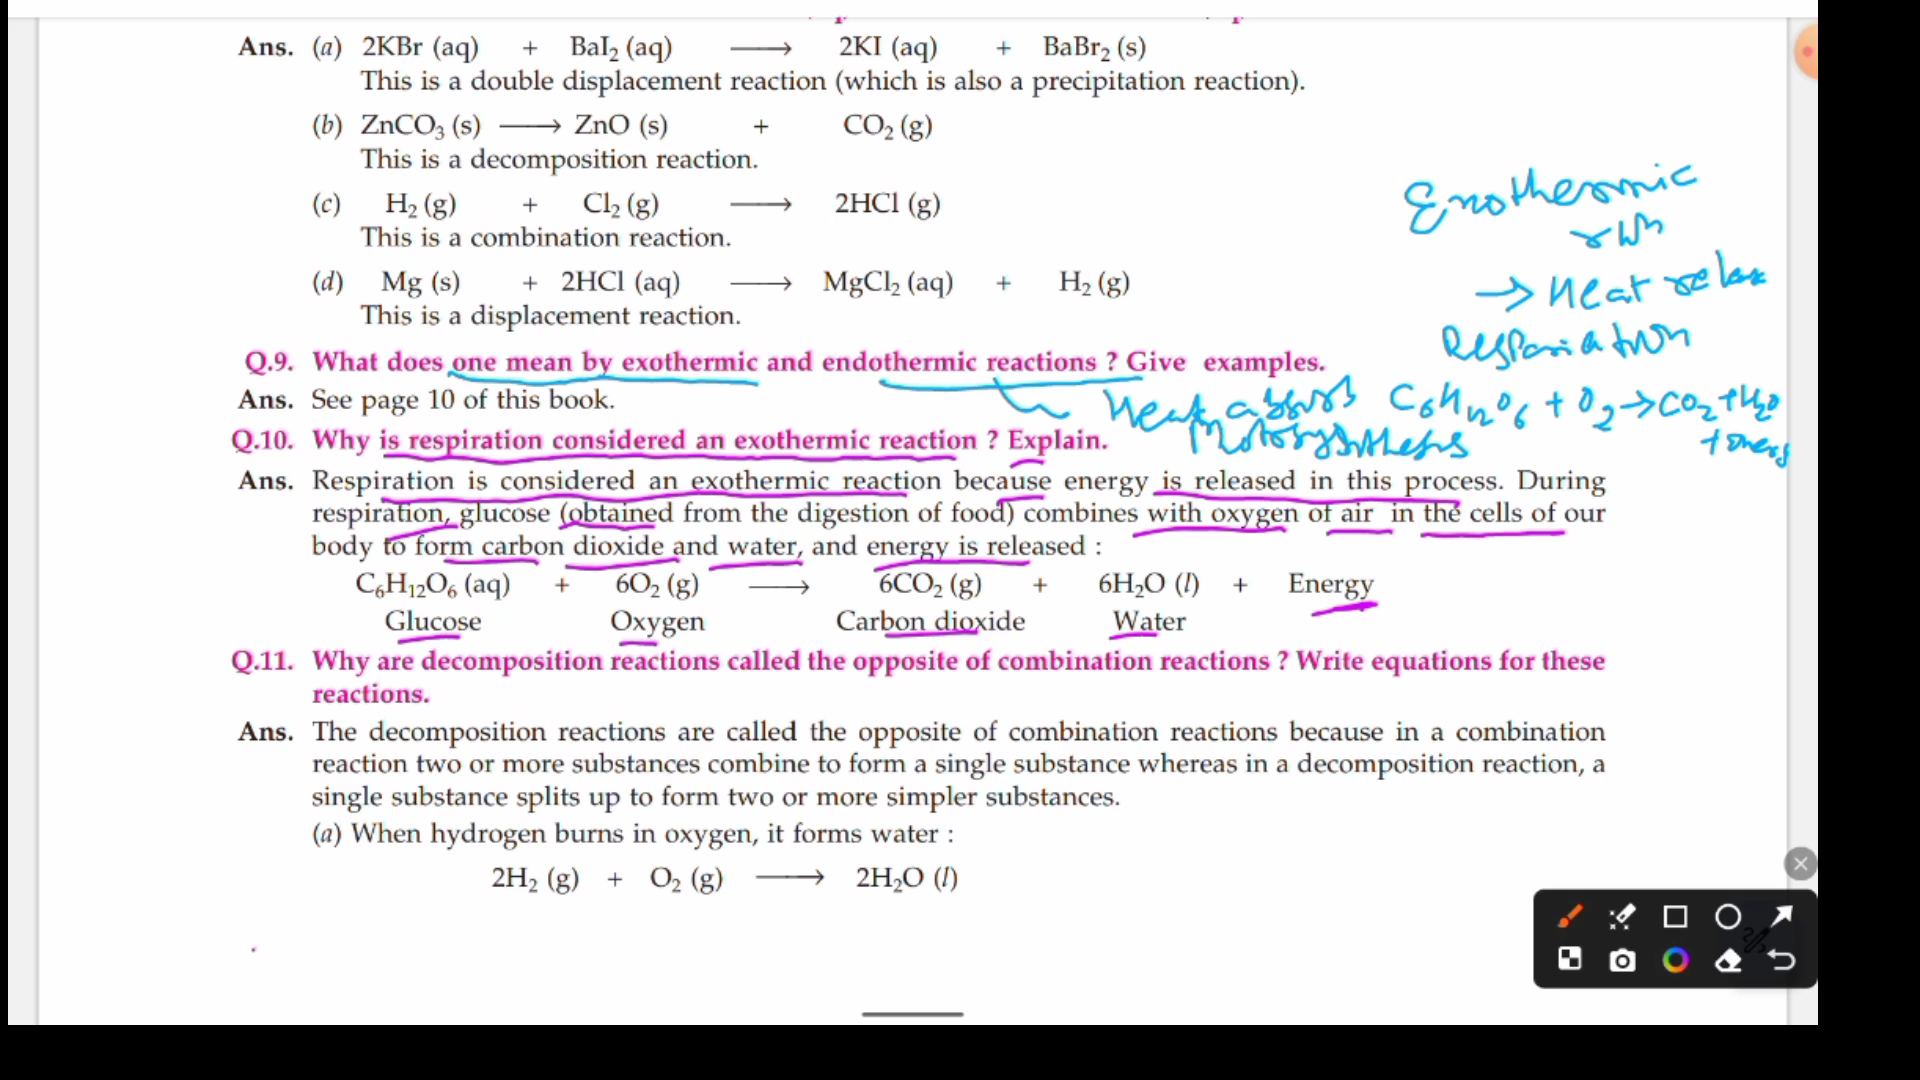 Ans. (a) 2KBr (aq) + BaI₂ (aq) ⟶ 2KI (aq) + BaBr₂ (s)
This is a double displacement reaction (which is also a precipitation reaction).
(b) ZnCO₃ (s) ⟶ ZnO (s) + CO₂ (g)
This is a decomposition reaction.
(c) H₂ (g) + Cl₂ (g) ⟶ 2HCl (g)
This is a combination reaction.
(d) Mg (s) + 2HCl (aq) ⟶ MgCl₂ (aq) + H₂ (g)
This is a displacement reaction.
Exothermic
→ Heat
Q.9. What does one mean by exothermic and endothermic reactions ? Give examples.
Ans. See page 10 of this book.
Heat
C₆H₁₂O₆ + O₂ → CO₂ + H₂O
Q.10. Why is respiration considered an exothermic reaction ? Explain.
Ans. Respiration is considered an exothermic reaction because energy is released in this process. During
respiration, glucose (obtained from the digestion of food) combines with oxygen of air in the cells of our
body to form carbon dioxide and water, and energy is released :
C₆H₁₂O₆ (aq) + 6O₂ (g) ⟶ 6CO₂ (g) + 6H₂O (l) + Energy
Glucose Oxygen Carbon dioxide Water
Q.11. Why are decomposition reactions called the opposite of combination reactions ? Write equations for these
reactions.
Ans. The decomposition reactions are called the opposite of combination reactions because in a combination
reaction two or more substances combine to form a single substance whereas in a decomposition reaction, a
single substance splits up to form two or more simpler substances.
(a) When hydrogen burns in oxygen, it forms water :
2H₂ (g) + O₂ (g) ⟶ 2H₂O (l)